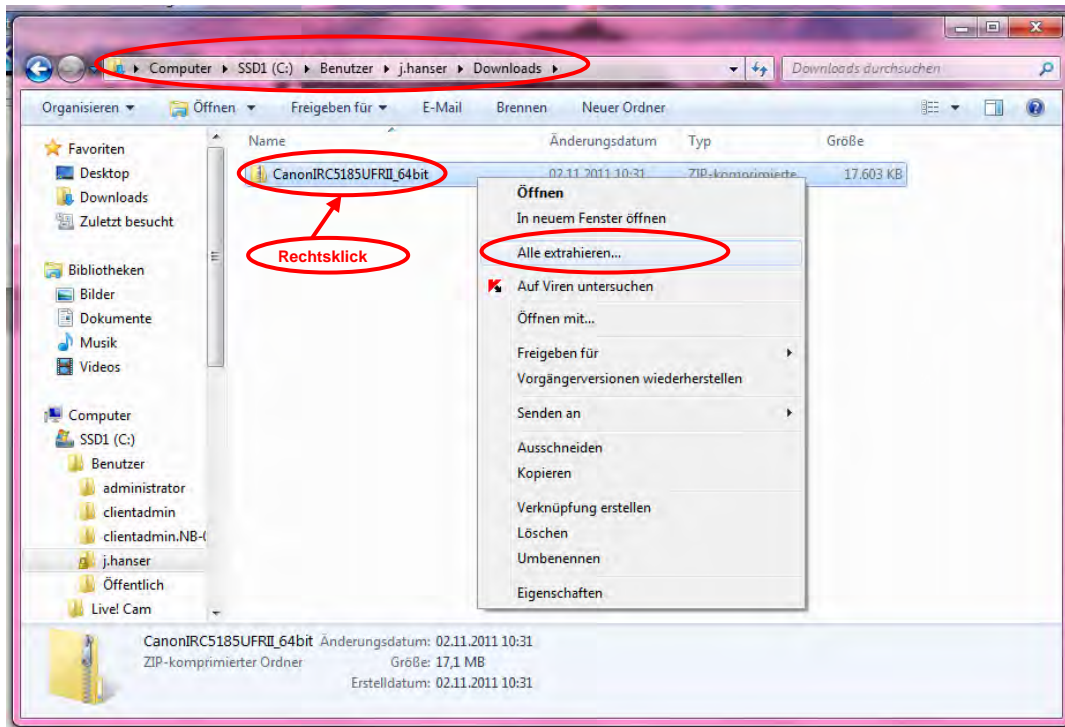 Computer ▸ SSD1 (C:) ▸ Benutzer ▸ j.hanser ▸ Downloads ▸
Downloads durchsuchen
Organisieren Öffnen Freigeben für E-Mail Brennen Neuer Ordner
Name Änderungsdatum Typ Größe
CanonIRC5185UFRII_64bit 02.11.2011 10:31 ZIP-komprimierte 17.603 KB
Rechtsklick
Favoriten
Desktop
Downloads
Zuletzt besucht
Bibliotheken
Bilder
Dokumente
Musik
Videos
Computer
SSD1 (C:)
Benutzer
administrator
clientadmin
clientadmin.NB-
j.hanser
Öffentlich
Live! Cam
Öffnen
In neuem Fenster öffnen
Alle extrahieren...
Auf Viren untersuchen
Öffnen mit...
Freigeben für
Vorgängerversionen wiederherstellen
Senden an
Ausschneiden
Kopieren
Verknüpfung erstellen
Löschen
Umbenennen
Eigenschaften
CanonIRC5185UFRII_64bit Änderungsdatum: 02.11.2011 10:31
ZIP-komprimierter Ordner Größe: 17,1 MB
Erstelldatum: 02.11.2011 10:31